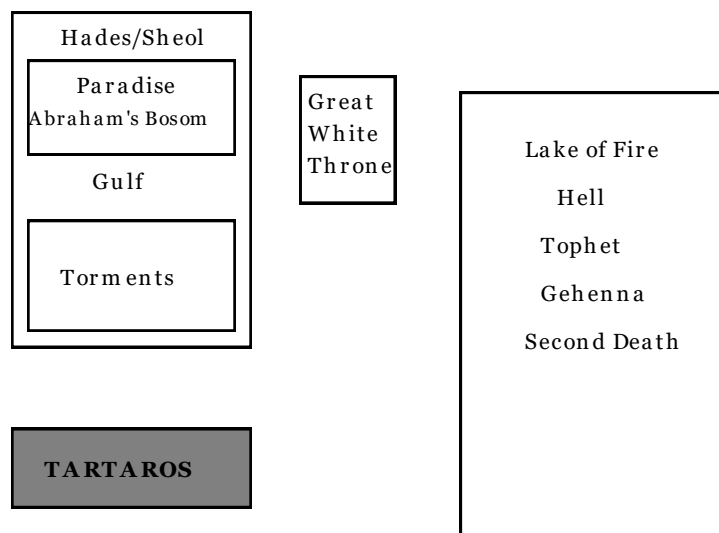 Hades/Sheol
Paradise
Abraham's Bosom
Gulf
Torments
TARTAROS
Great
White
Throne
Lake of Fire
Hell
Tophet
Gehenna
Second Death